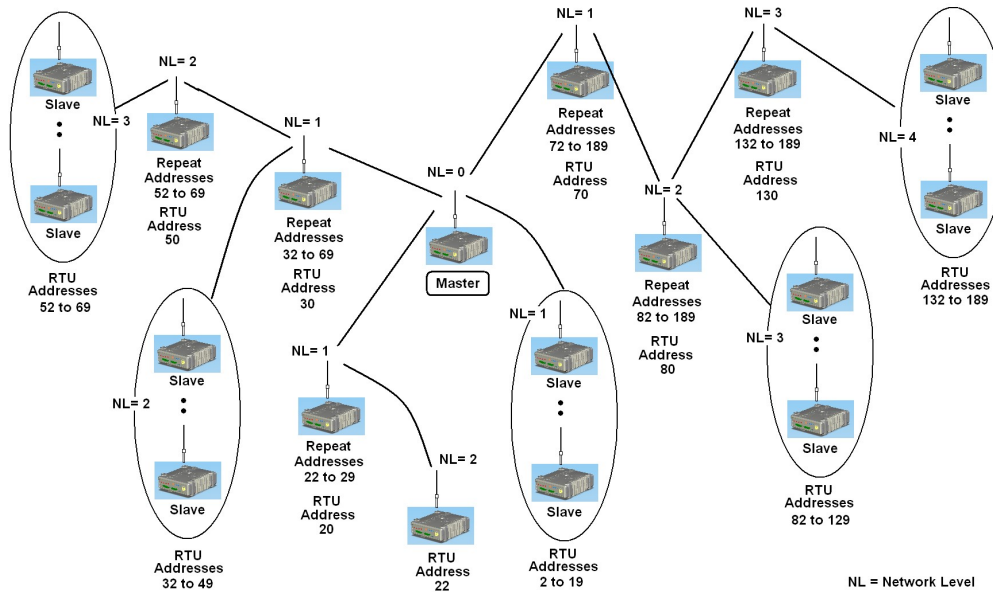 NL= 2
Slave
Slave
NL= 3
RTU
Addresses
52 to 69
Repeat
Addresses
52 to 69
RTU
Address
50
NL= 1
Repeat
Addresses
32 to 69
RTU
Address
30
NL= 2
Slave
Slave
RTU
Addresses
32 to 49
NL= 0
Master
NL= 1
Repeat
Addresses
22 to 29
RTU
Address
20
NL= 2
RTU
Address
22
NL= 1
Slave
Slave
RTU
Addresses
2 to 19
NL= 1
Repeat
Addresses
72 to 189
RTU
Address
70
NL= 2
Repeat
Addresses
82 to 189
RTU
Address
80
NL= 3
Repeat
Addresses
132 to 189
RTU
Address
130
NL= 3
Slave
Slave
RTU
Addresses
82 to 129
NL= 4
Slave
Slave
RTU
Addresses
132 to 189
NL = Network Level